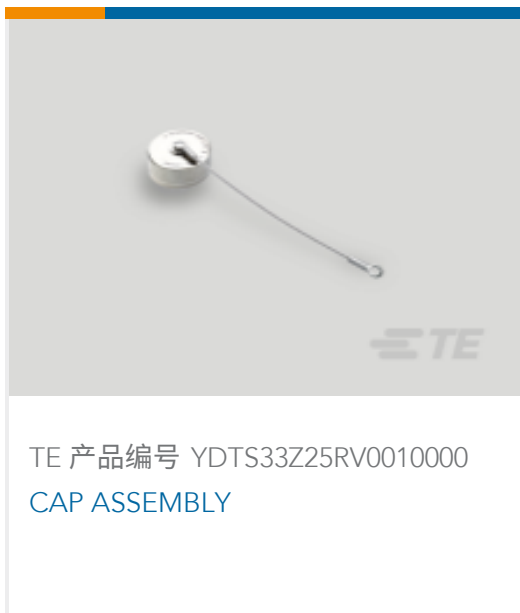 TE
TE 产品编号 YDTS33Z25RV0010000
CAP ASSEMBLY